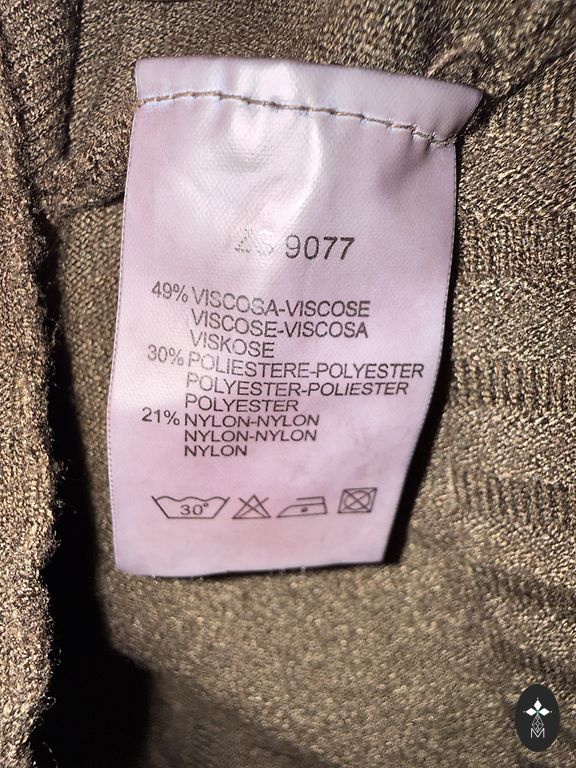 9077
49% VISCOSA-VISCOSE
VISCOSE-VISCOSA
VISKOSE
30% POLIESTERE-POLYESTER
POLYESTER-POLIESTER
POLYESTER
21% NYLON-NYLON
NYLON-NYLON
NYLON
30°
M